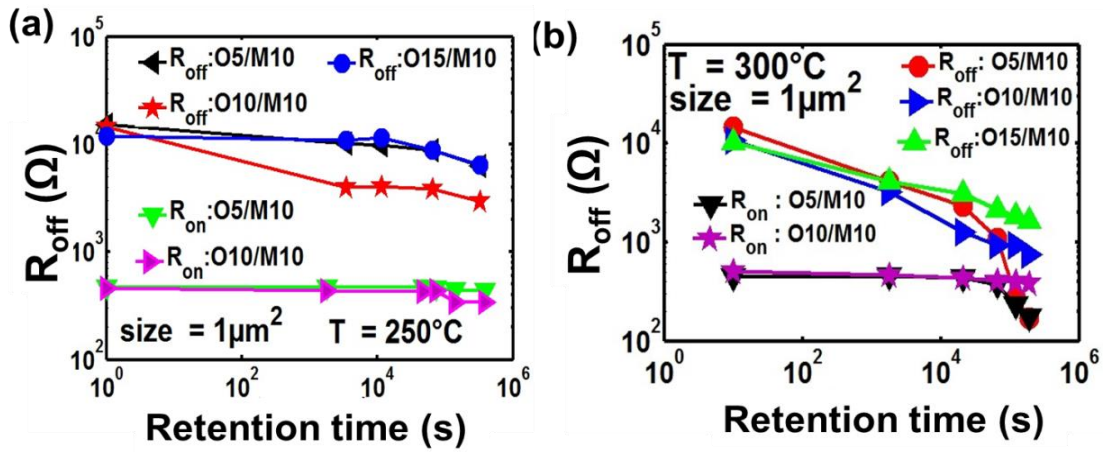 (a)
10^5
10^4
10^3
10^2
R_off (Ω)
R_off:O5/M10
R_off:O15/M10
R_off:O10/M10
R_on:O5/M10
R_on:O10/M10
size = 1μm^2 T = 250°C
10^0 10^2 10^4 10^6
Retention time (s)
(b)
10^5
10^4
10^3
10^2
R_off (Ω)
T = 300°C
size = 1μm^2
R_off: O5/M10
R_off:O10/M10
R_off:O15/M10
R_on : O5/M10
R_on : O10/M10
10^0 10^2 10^4 10^6
Retention time (s)